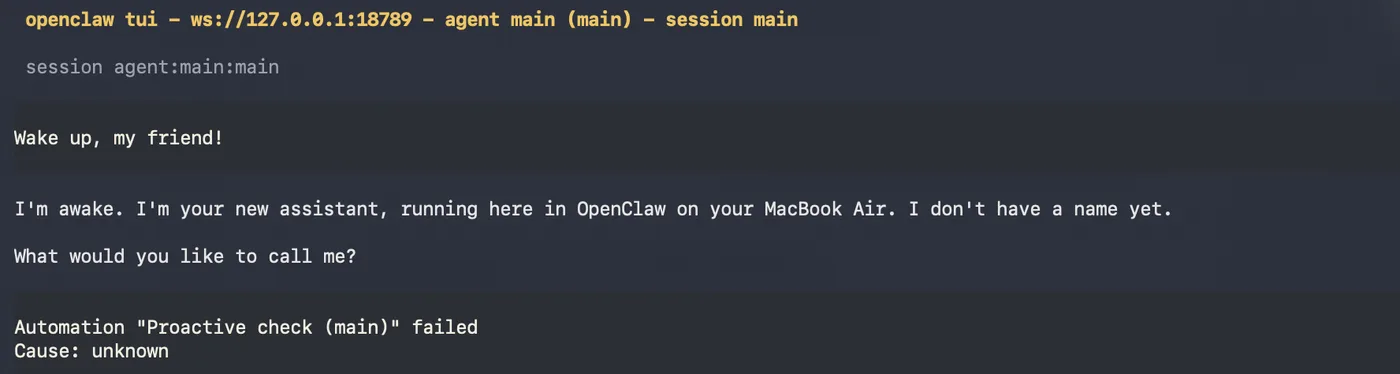 openclaw tui - ws://127.0.0.1:18789 - agent main (main) - session main
session agent:main:main
Wake up, my friend!
I'm awake. I'm your new assistant, running here in OpenClaw on your MacBook Air. I don't have a name yet.
What would you like to call me?
Automation "Proactive check (main)" failed
Cause: unknown